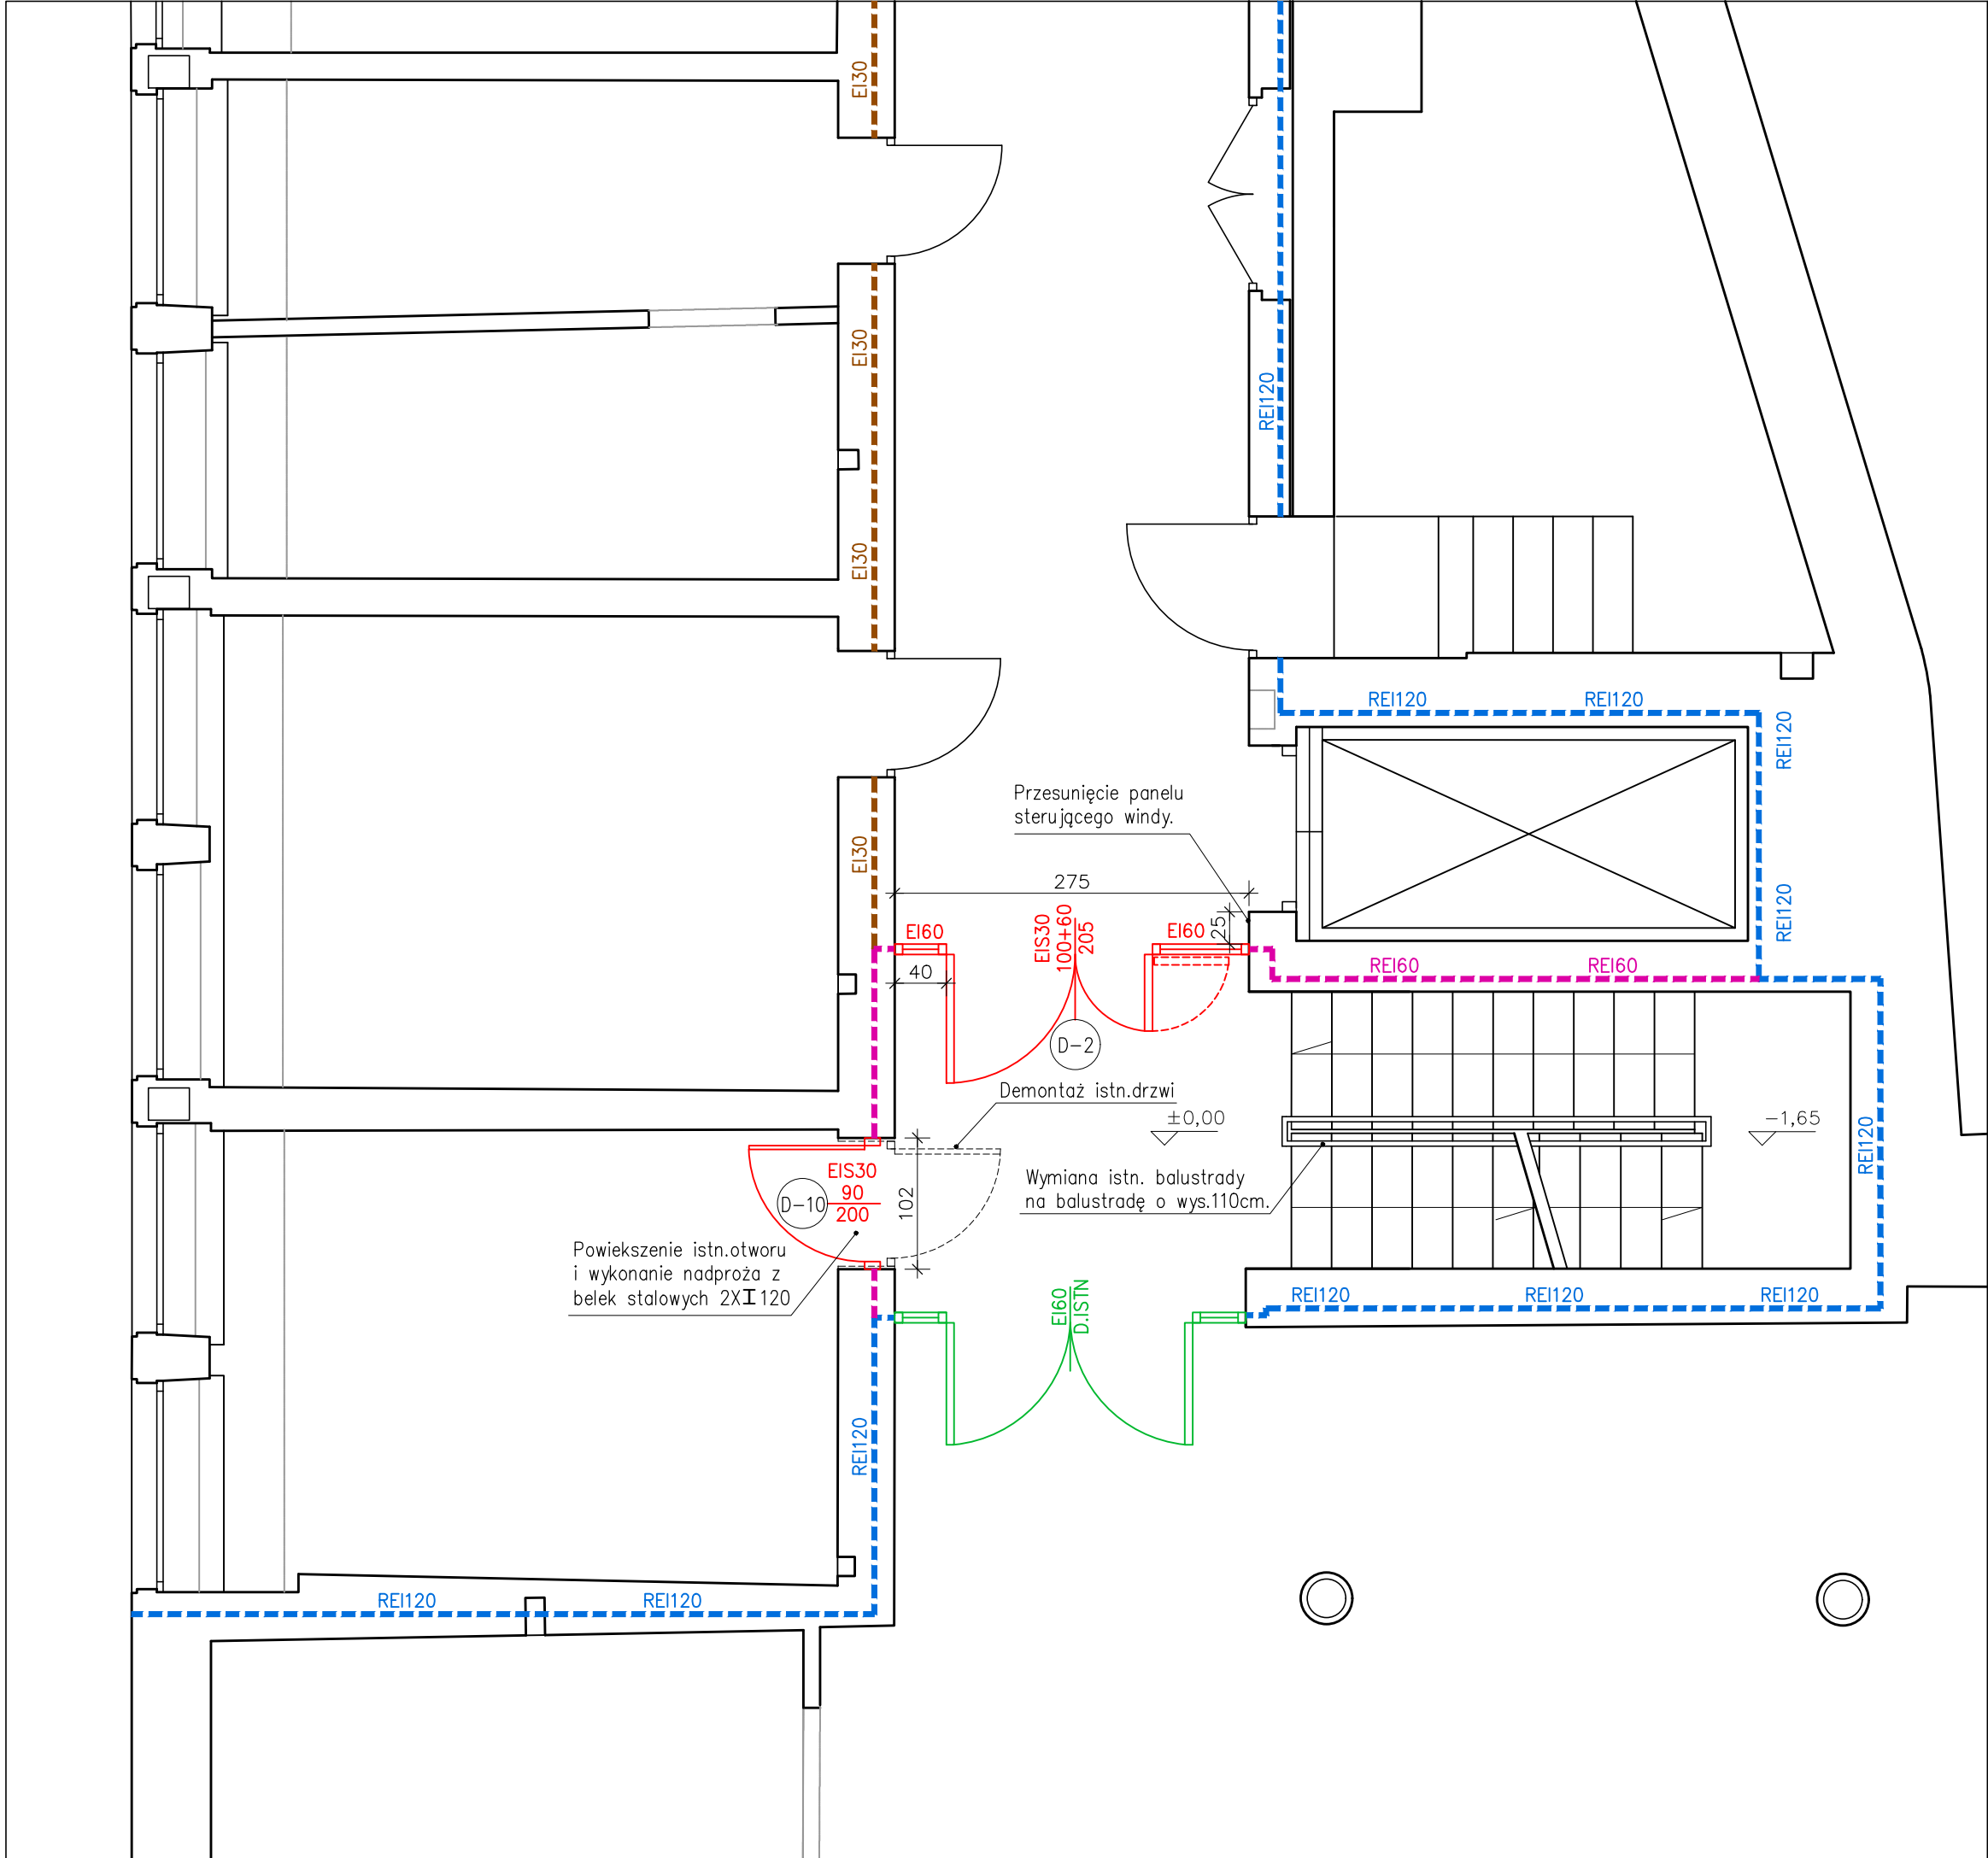 EI30
EI30
REI120
EI30
REI120
REI120
REI120
Przesunięcie panelu
sterującego windy.
EI30
275
REI120
EI60
EIS30
100+60
205
EI60
25
REI60
REI60
40
D-2
Demontaż istn.drzwi
±0,00
-1,65
REI120
EIS30
90
200
D-10
102
Wymiana istn. balustrady
na balustradę o wys.110cm.
Powiekszenie istn.otworu
i wykonanie nadproża z
belek stalowych 2XI120
EI60
D.ISTN
REI120
REI120
REI120
REI120
REI120
REI120